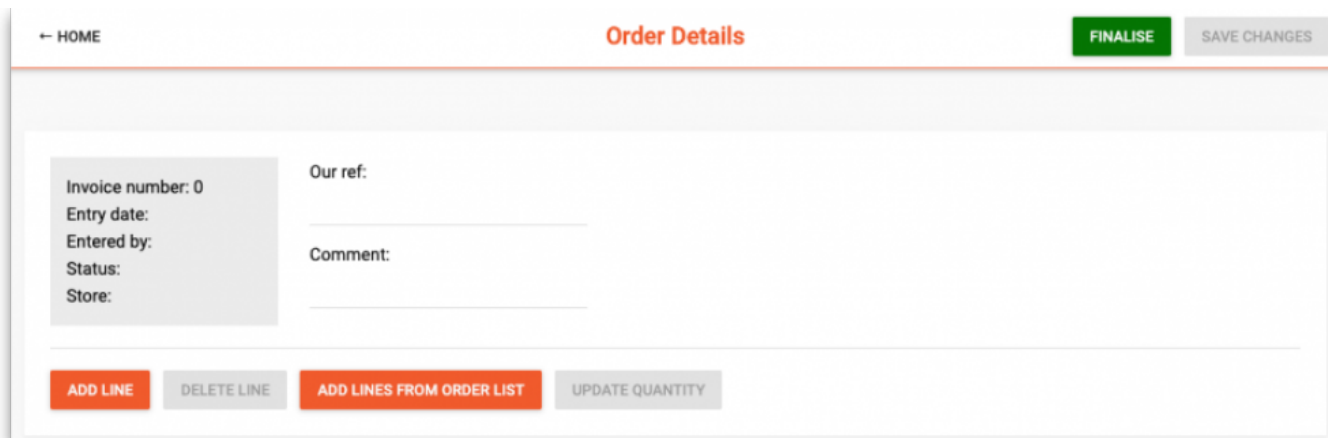 ← HOME
Order Details
FINALISE
SAVE CHANGES
Invoice number: 0
Entry date:
Entered by:
Status:
Store:
Our ref:
Comment:
ADD LINE
DELETE LINE
ADD LINES FROM ORDER LIST
UPDATE QUANTITY